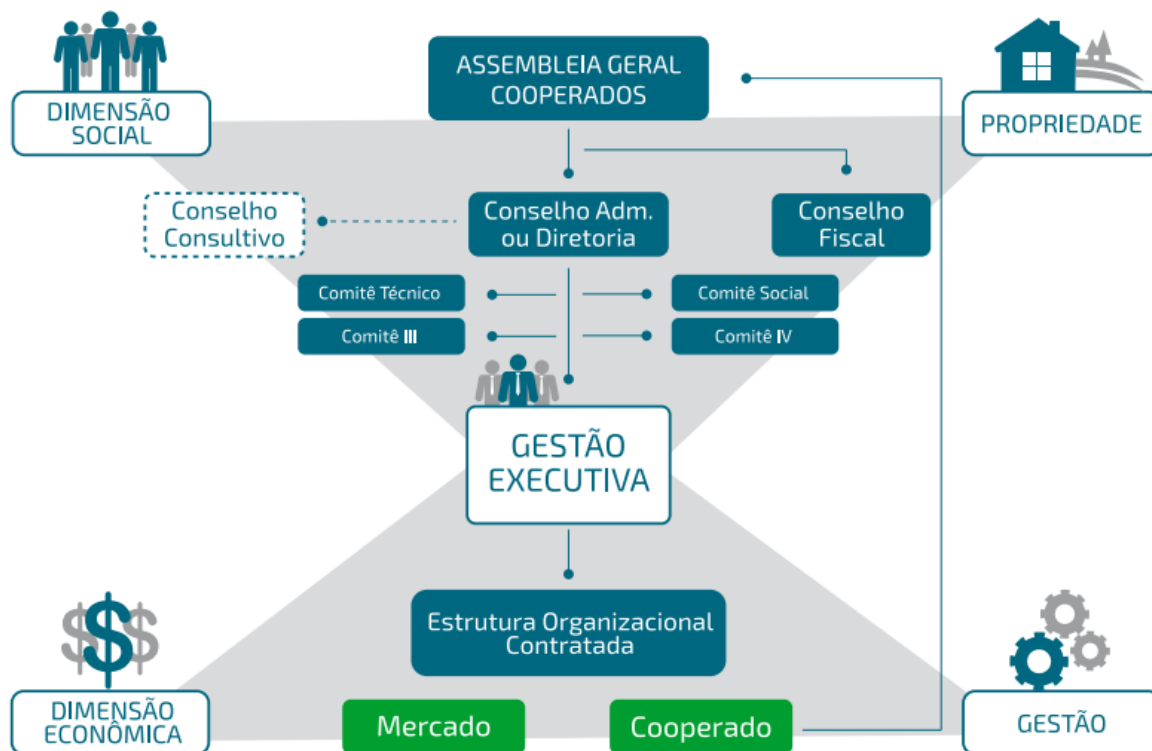 ASSEMBLEIA GERAL
COOPERADOS
DIMENSÃO
SOCIAL
PROPRIEDADE
Conselho
Consultivo
Conselho Adm.
ou Diretoria
Conselho
Fiscal
Comitê Técnico
Comitê Social
Comitê III
Comitê IV
GESTÃO
EXECUTIVA
Estrutura Organizacional
Contratada
DIMENSÃO
ECONÔMICA
Mercado
Cooperado
GESTÃO